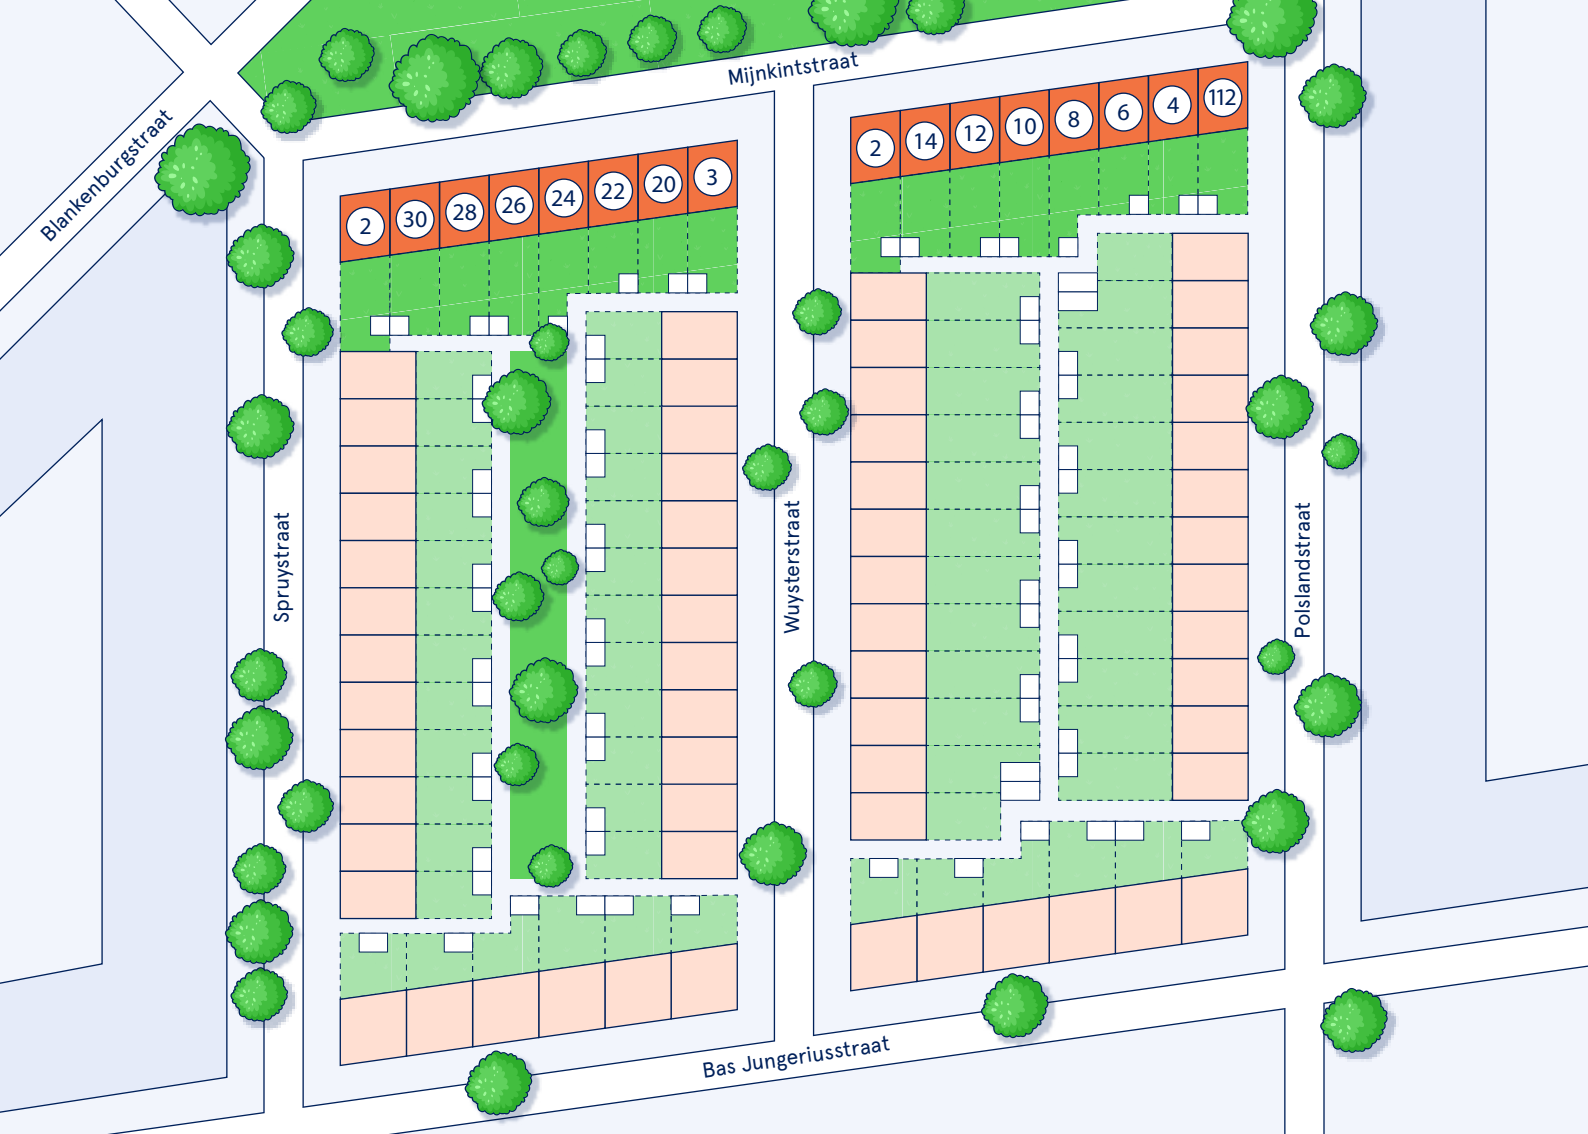 Mijnkintstraat
Blankenburgstraat
2 14 12 10 8 6 4 112
2 30 28 26 24 22 20 3
Spruystraat
Wuysterstraat
Polslandstraat
Bas Jungeriusstraat